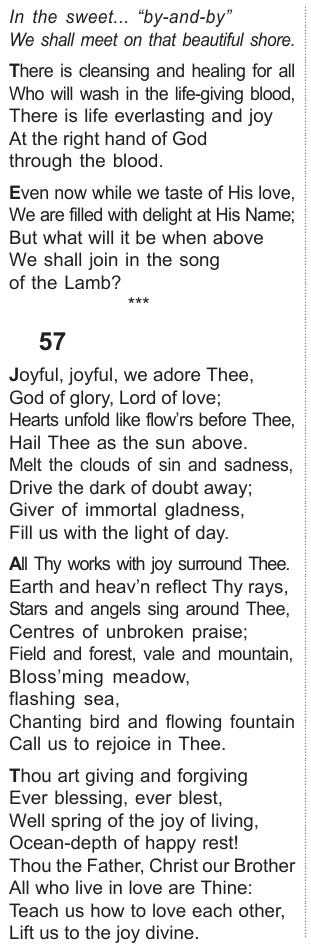 In the sweet... “by-and-by”
We shall meet on that beautiful shore.
There is cleansing and healing for all
Who will wash in the life-giving blood,
There is life everlasting and joy
At the right hand of God
through the blood.
Even now while we taste of His love,
We are filled with delight at His Name;
But what will it be when above
We shall join in the song
of the Lamb?
***
57
Joyful, joyful, we adore Thee,
God of glory, Lord of love;
Hearts unfold like flow’rs before Thee,
Hail Thee as the sun above.
Melt the clouds of sin and sadness,
Drive the dark of doubt away;
Giver of immortal gladness,
Fill us with the light of day.
All Thy works with joy surround Thee.
Earth and heav’n reflect Thy rays,
Stars and angels sing around Thee,
Centres of unbroken praise;
Field and forest, vale and mountain,
Bloss’ming meadow,
flashing sea,
Chanting bird and flowing fountain
Call us to rejoice in Thee.
Thou art giving and forgiving
Ever blessing, ever blest,
Well spring of the joy of living,
Ocean-depth of happy rest!
Thou the Father, Christ our Brother
All who live in love are Thine:
Teach us how to love each other,
Lift us to the joy divine.